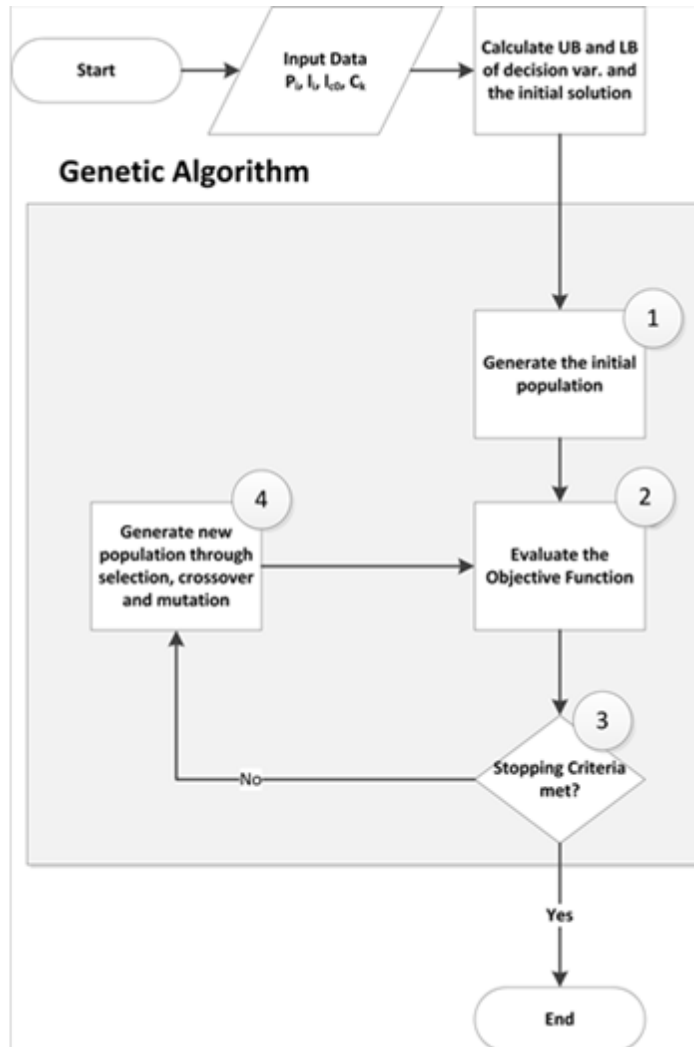 Start
Input Data
Pᵢ, Iᵢ, I_c0, C_k
Calculate UB and LB
of decision var. and
the initial solution
Genetic Algorithm
1
Generate the initial
population
4
Generate new
population through
selection, crossover
and mutation
2
Evaluate the
Objective Function
3
Stopping Criteria
met?
No
Yes
End